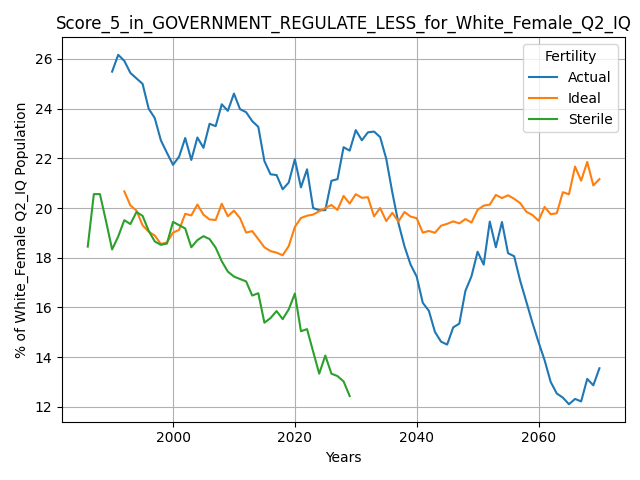 Score_5_in_GOVERNMENT_REGULATE_LESS_for_White_Female_Q2_IQ
Fertility
Actual
Ideal
Sterile
% of White_Female Q2_IQ Population
26
24
22
20
18
16
14
12
2000 2020 2040 2060
Years